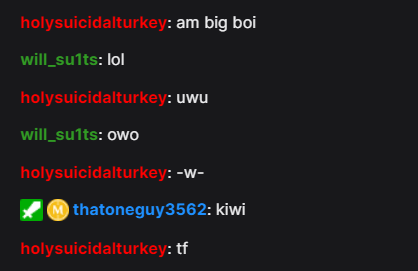 holysuicidalturkey: am big boi
will_su1ts: lol
holysuicidalturkey: uwu
will_su1ts: owo
holysuicidalturkey: -w-
M thatoneguy3562: kiwi
holysuicidalturkey: tf